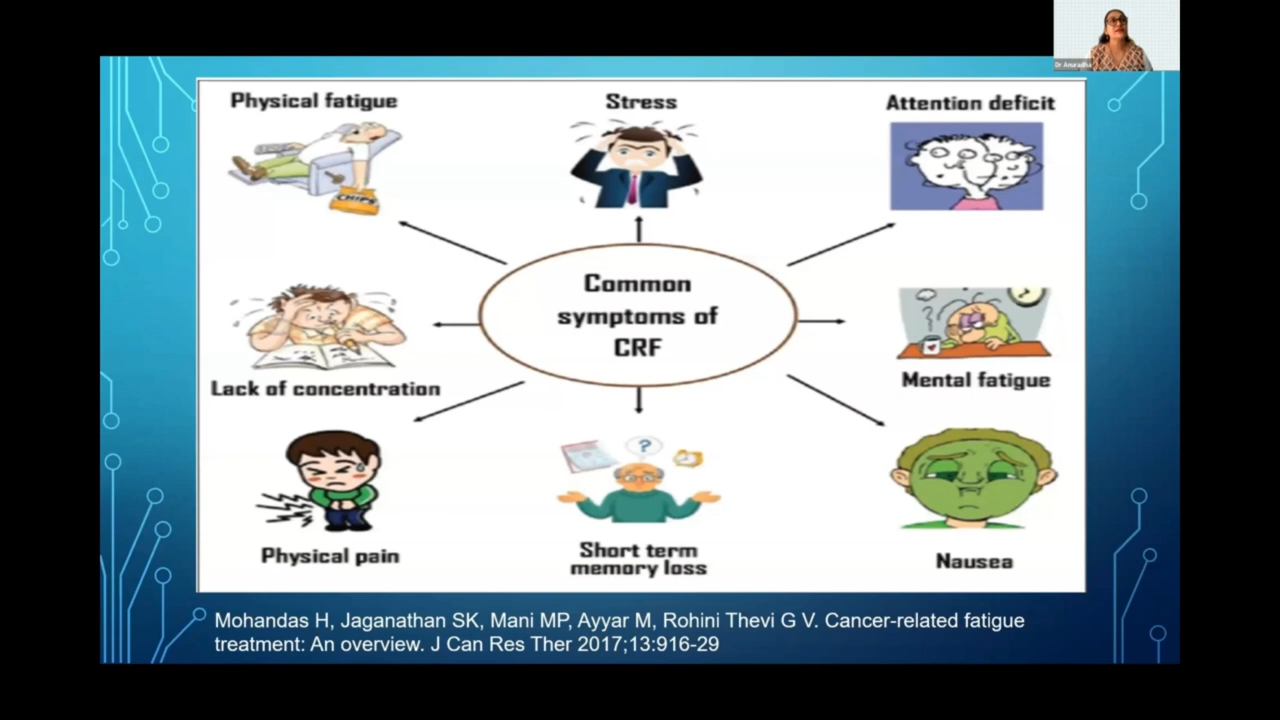 Dr Anuradha
Physical fatigue
Stress
Attention deficit
CHIPS
Common
symptoms of
CRF
Lack of concentration
Mental fatigue
?
Physical pain
Short term
memory loss
Nausea
Mohandas H, Jaganathan SK, Mani MP, Ayyar M, Rohini Thevi G V. Cancer-related fatigue
treatment: An overview. J Can Res Ther 2017;13:916-29